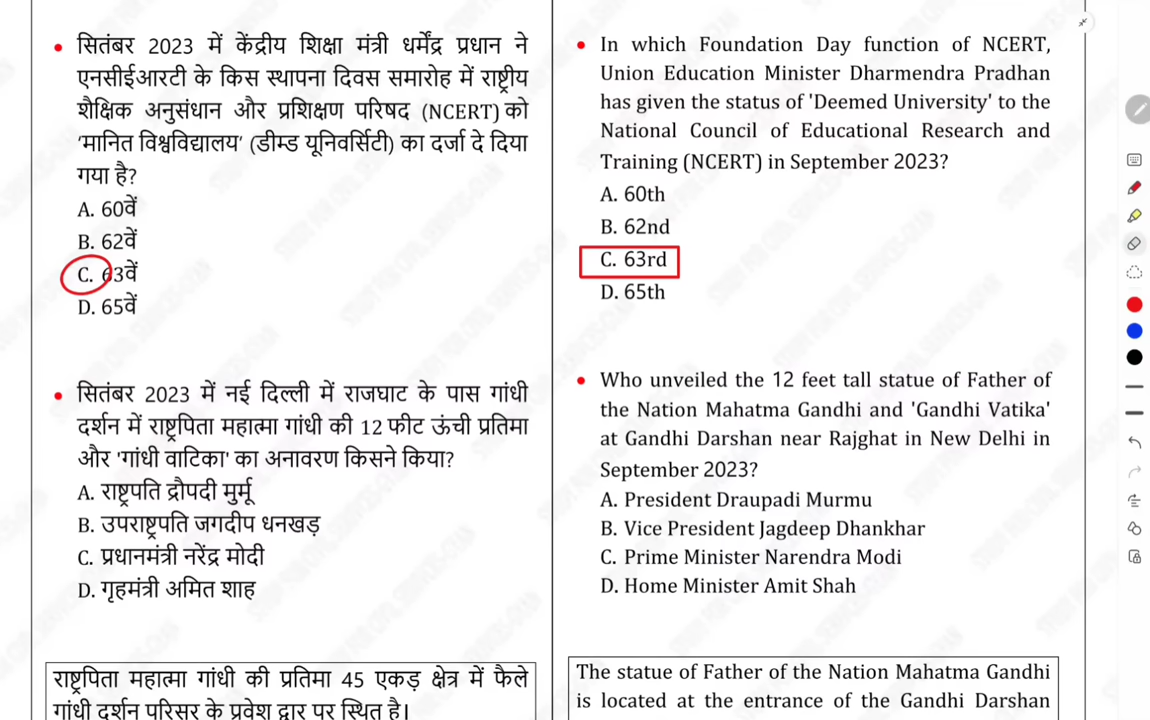 सितंबर 2023 में केंद्रीय शिक्षा मंत्री धर्मेंद्र प्रधान ने
एनसीईआरटी के किस स्थापना दिवस समारोह में राष्ट्रीय
शैक्षिक अनुसंधान और प्रशिक्षण परिषद (NCERT) को
'मानित विश्वविद्यालय' (डीम्ड यूनिवर्सिटी) का दर्जा दे दिया
गया है?
A. 60वें
B. 62वें
C. 63वें
D. 65वें
सितंबर 2023 में नई दिल्ली में राजघाट के पास गांधी
दर्शन में राष्ट्रपिता महात्मा गांधी की 12 फीट ऊंची प्रतिमा
और 'गांधी वाटिका' का अनावरण किसने किया?
A. राष्ट्रपति द्रौपदी मुर्मू
B. उपराष्ट्रपति जगदीप धनखड़
C. प्रधानमंत्री नरेंद्र मोदी
D. गृहमंत्री अमित शाह
राष्ट्रपिता महात्मा गांधी की प्रतिमा 45 एकड़ क्षेत्र में फैले
गांधी दर्शन परिसर के प्रवेश द्वार पर स्थित है।
In which Foundation Day function of NCERT,
Union Education Minister Dharmendra Pradhan
has given the status of 'Deemed University' to the
National Council of Educational Research and
Training (NCERT) in September 2023?
A. 60th
B. 62nd
C. 63rd
D. 65th
Who unveiled the 12 feet tall statue of Father of
the Nation Mahatma Gandhi and 'Gandhi Vatika'
at Gandhi Darshan near Rajghat in New Delhi in
September 2023?
A. President Draupadi Murmu
B. Vice President Jagdeep Dhankhar
C. Prime Minister Narendra Modi
D. Home Minister Amit Shah
The statue of Father of the Nation Mahatma Gandhi
is located at the entrance of the Gandhi Darshan